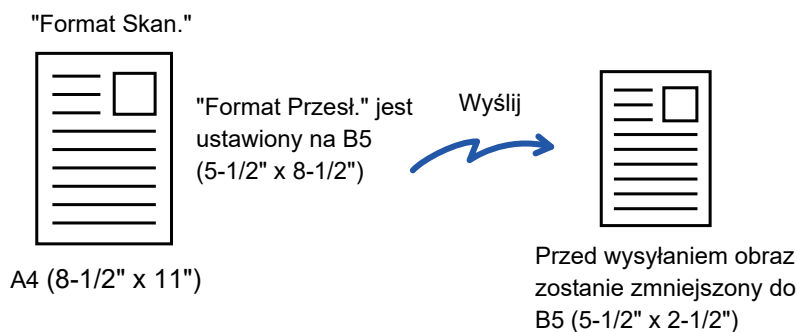 "Format Skan."
"Format Przesł." jest
ustawiony na B5
(5-1/2" x 8-1/2")
Wyślij
A4 (8-1/2" x 11")
Przed wysyłaniem obraz
zostanie zmniejszony do
B5 (5-1/2" x 2-1/2")